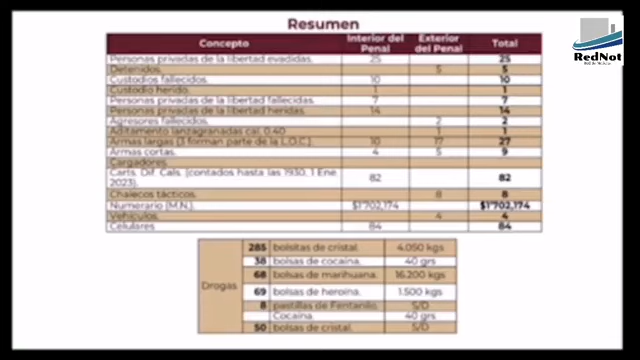 Resumen
Concepto Interior del Penal Exterior del Penal Total
Personas privadas de la libertad evadidas. 25 25
Detenidos. 5 5
Custodios fallecidos. 10 10
Custodio herido. 1 1
Personas privadas de la libertad fallecidas. 7 7
Personas privadas de la libertad heridas. 14 14
Agresores fallecidos. 2 2
Aditamento lanzagranadas cal. 0.40 1 1
Armas largas (3 forman parte de la L.O.C.). 10 17 27
Armas cortas. 4 5 9
Cargadores.
Carts. Dif. Cals. (contados hasta las 1930, 1 Ene. 2023). 82 82
Chalecos tácticos. 8 8
Numerario (M.N.) $1'702,174 $1'702,174
Vehículos. 4 4
Celulares 84 84
Drogas
285 bolsitas de cristal. 4.050 kgs
38 bolsas de cocaína. 40 grs
68 bolsas de marihuana. 16.200 kgs
69 bolsas de heroína. 1.500 kgs
8 pastillas de Fentanilo. S/D
Cocaína. 40 grs
50 bolsas de cristal. S/D
RedNot